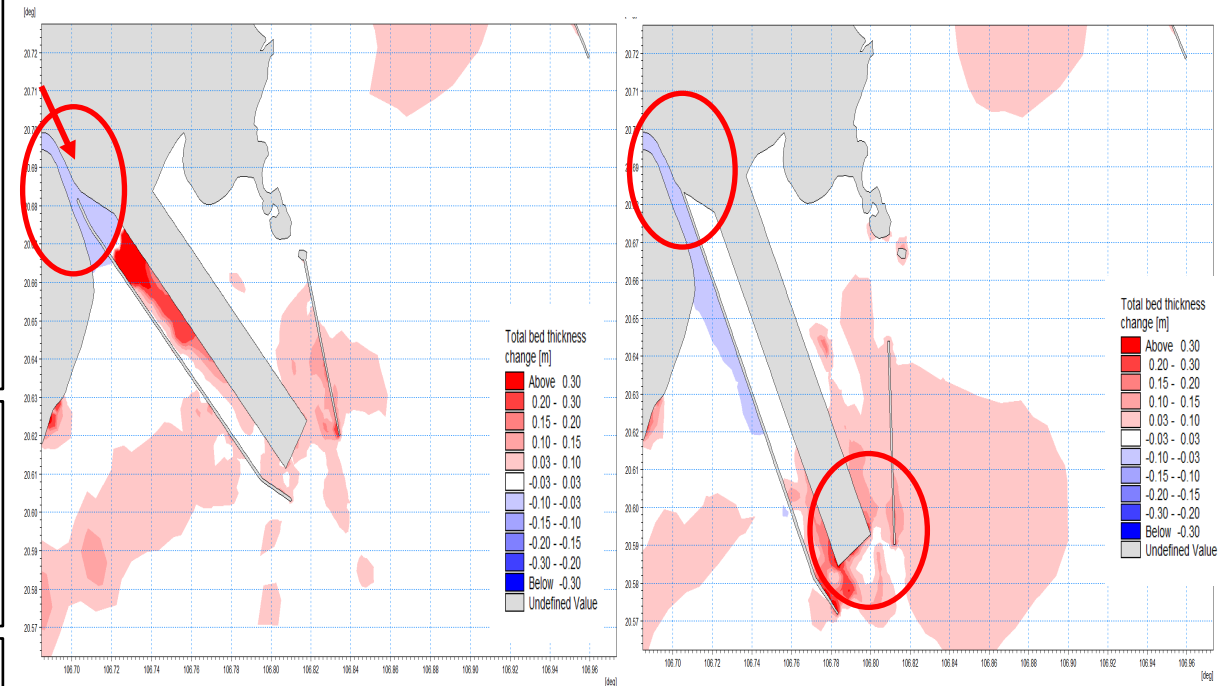 [deg]
20.72
20.71
20.70
20.69
20.68
20.66
20.65
20.64
20.63
20.62
20.61
20.60
20.59
20.58
20.57
106.70 106.72 106.74 106.76 106.78 106.80 106.82 106.84 106.86 106.88 106.90 106.92 106.94 106.96
[deg]
Total bed thickness
change [m]
Above 0.30
0.20 - 0.30
0.15 - 0.20
0.10 - 0.15
0.03 - 0.10
-0.03 - 0.03
-0.10 - -0.03
-0.15 - -0.10
-0.20 - -0.15
-0.30 - -0.20
Below -0.30
Undefined Value
20.72
20.71
20.67
20.66
20.65
20.64
20.63
20.62
20.61
20.60
20.59
20.58
20.57
106.70 106.72 106.74 106.76 106.78 106.80 106.82 106.84 106.86 106.88 106.90 106.92 106.94 106.96
[deg]
Total bed thickness
change [m]
Above 0.30
0.20 - 0.30
0.15 - 0.20
0.10 - 0.15
0.03 - 0.10
-0.03 - 0.03
-0.10 - -0.03
-0.15 - -0.10
-0.20 - -0.15
-0.30 - -0.20
Below -0.30
Undefined Value